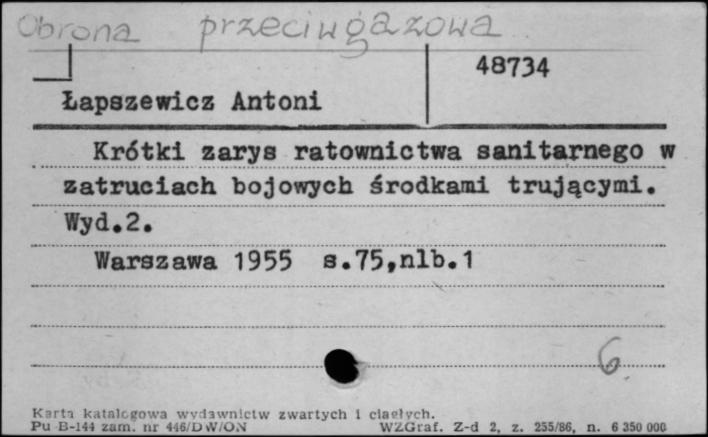 Obrona przeciwgazowa
48734
Łapszewicz Antoni
Krótki zarys ratownictwa sanitarnego w
zatruciach bojowych środkami trującymi.
Wyd.2.
Warszawa 1955 s.75,nlb.1
6
Karta katalogowa wydawnictw zwartych i ciągłych.
Pu B-144 zam. nr 446/DW/ON WZGraf. Z-d 2, z. 255/86, n. 6 350 000